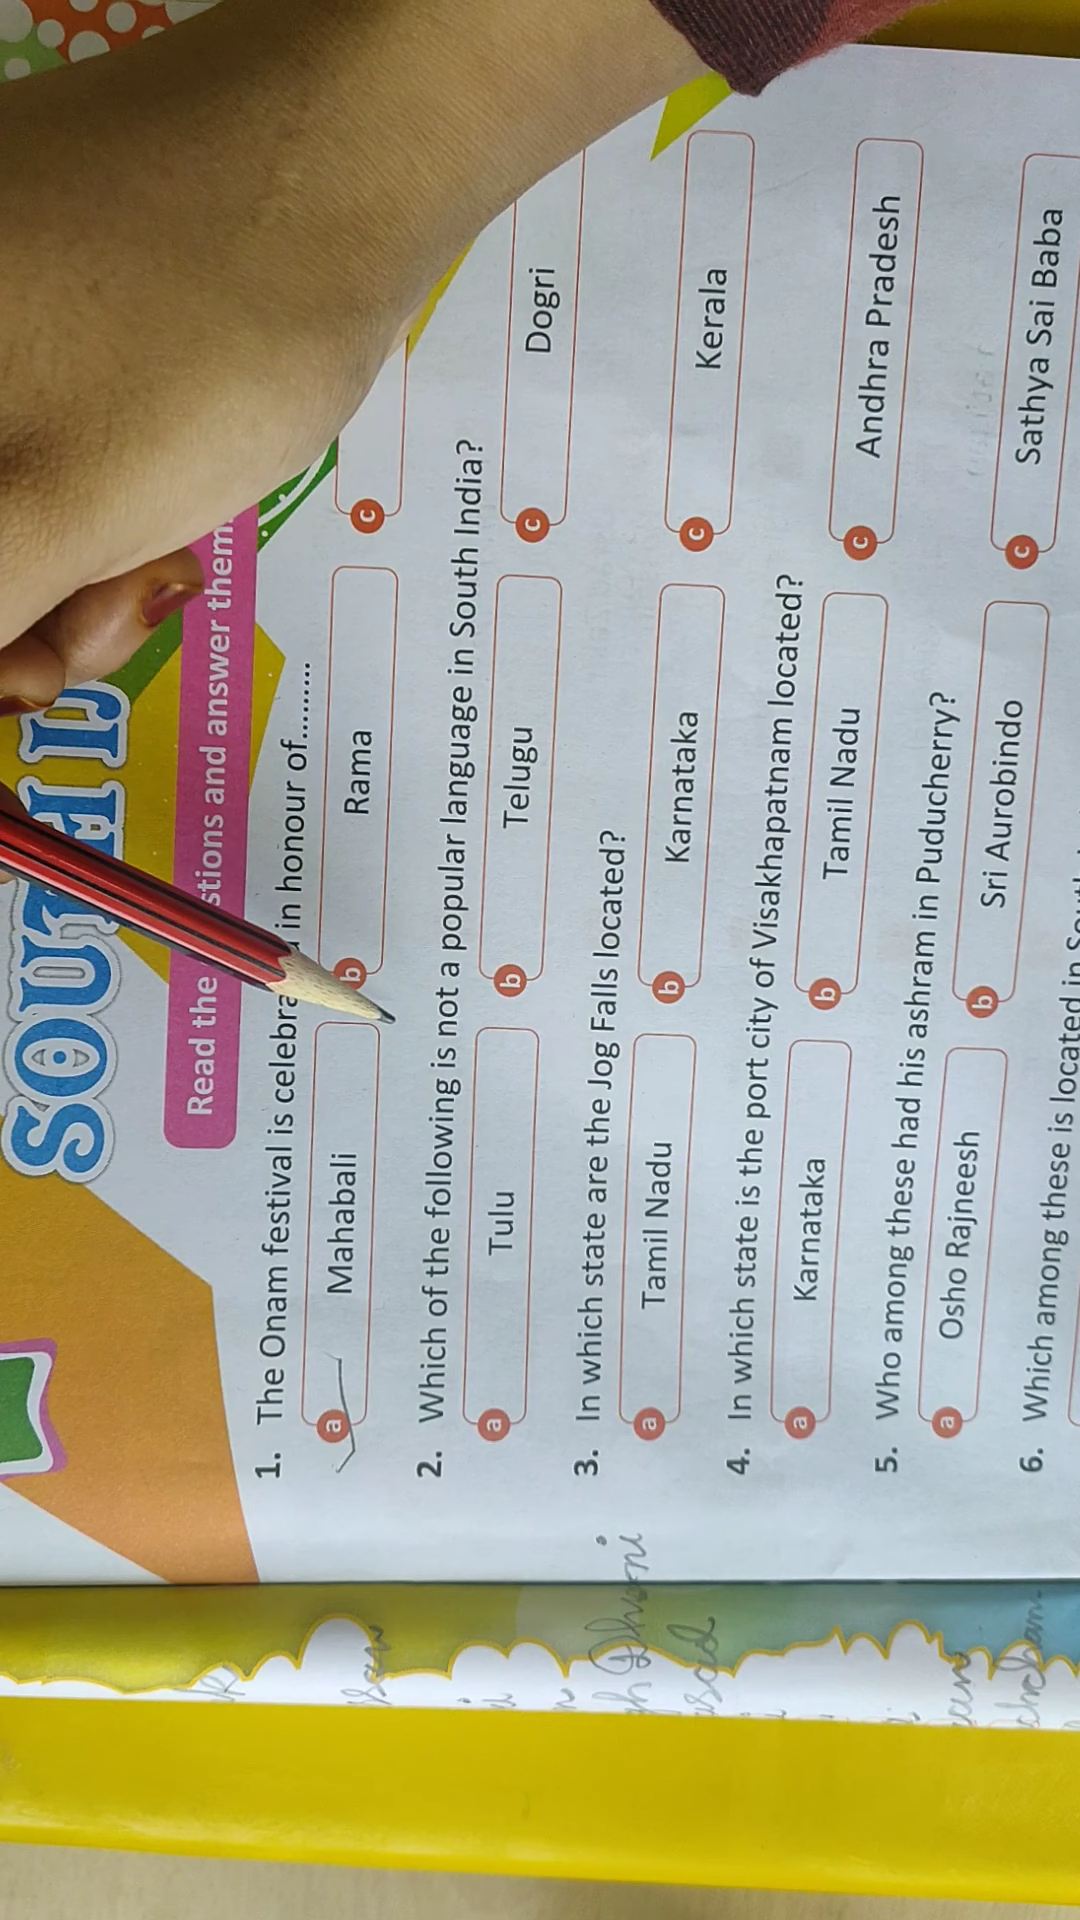 SOUTH
Read the stions and answer them.
1. The Onam festival is in honour of.........
a Mahabali b Rama c
2. Which of the following is not a popular language in South India?
a Tulu b Telugu c Dogri
3. In which state are the Jog Falls located?
a Tamil Nadu b Karnataka c Kerala
4. In which state is the port city of Visakhapatnam located?
a Karnataka b Tamil Nadu c Andhra Pradesh
5. Who among these had his ashram in Puducherry?
a Osho Rajneesh b Sri Aurobindo c Sathya Sai Baba
6. Which among these is located in